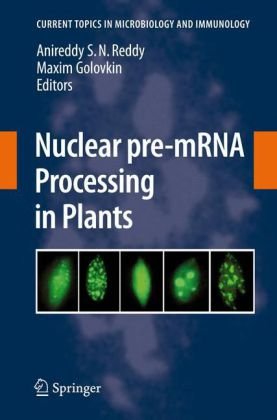 CURRENT TOPICS IN MICROBIOLOGY AND IMMUNOLOGY
Anireddy S. N. Reddy
Maxim Golovkin
Editors
Nuclear pre-mRNA
Processing
in Plants
Springer